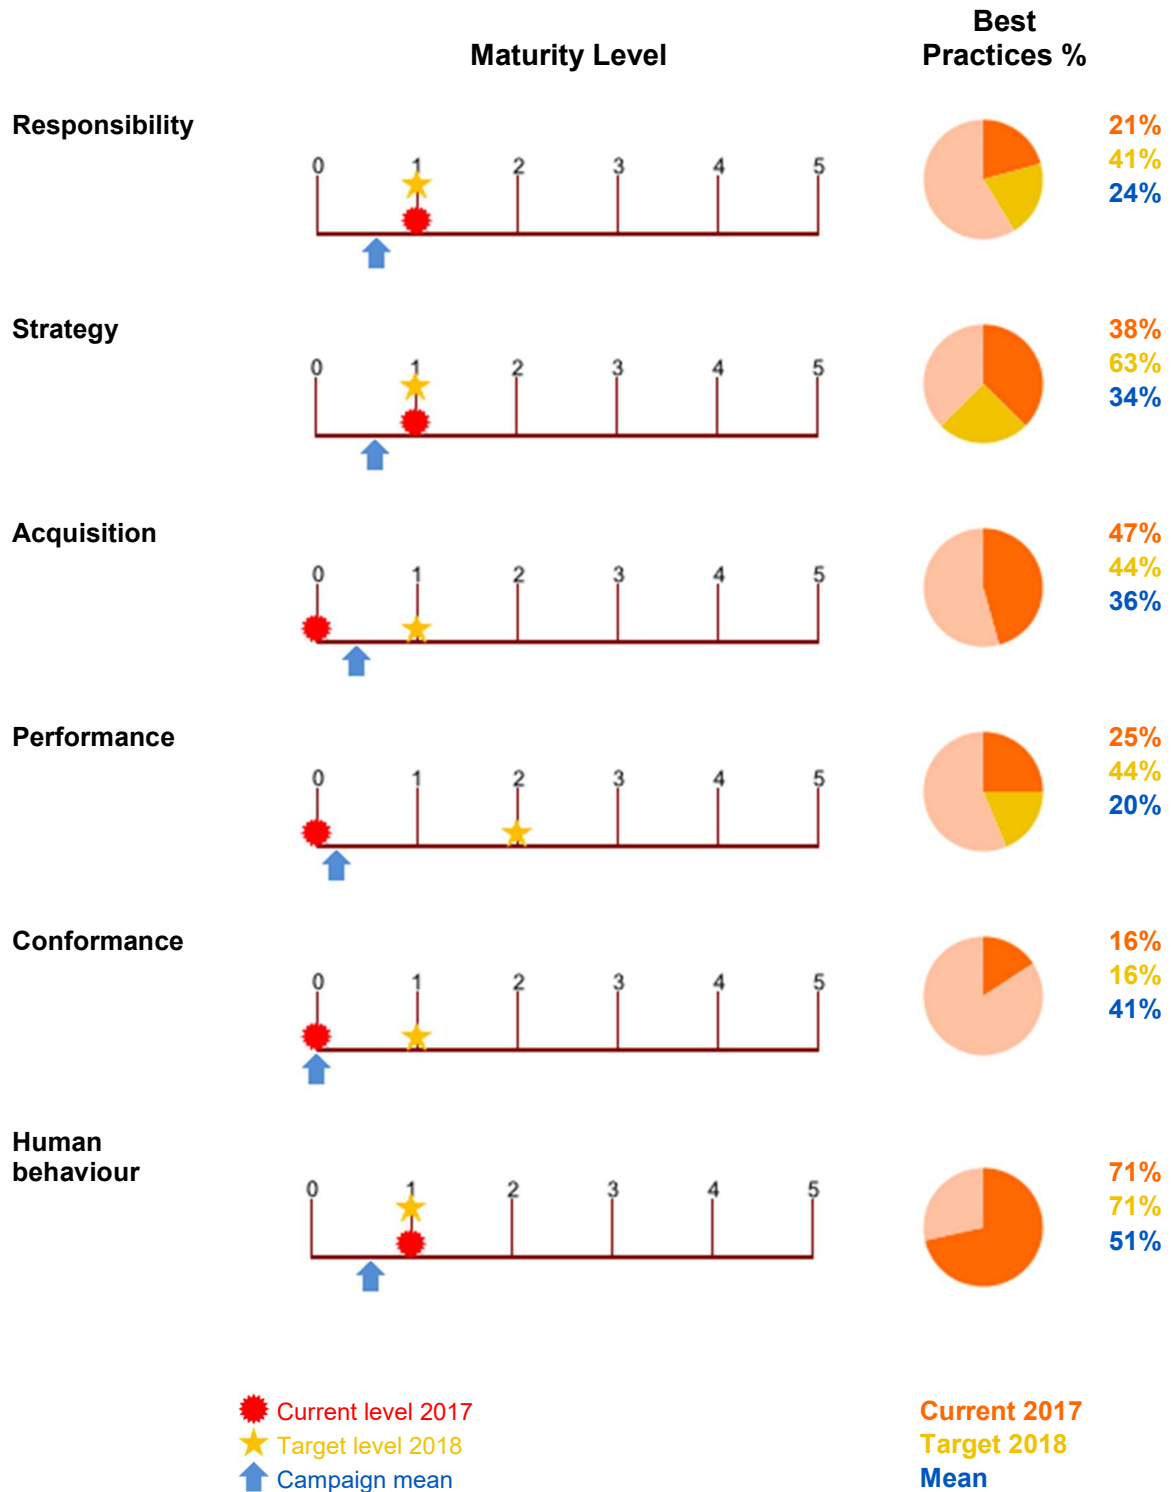 Maturity Level
Best
Practices %
Responsibility
0 1 2 3 4 5
21%
41%
24%
Strategy
0 1 2 3 4 5
38%
63%
34%
Acquisition
0 1 2 3 4 5
47%
44%
36%
Performance
0 1 2 3 4 5
25%
44%
20%
Conformance
0 1 2 3 4 5
16%
16%
41%
Human
behaviour
0 1 2 3 4 5
71%
71%
51%
Current level 2017
Target level 2018
Campaign mean
Current 2017
Target 2018
Mean